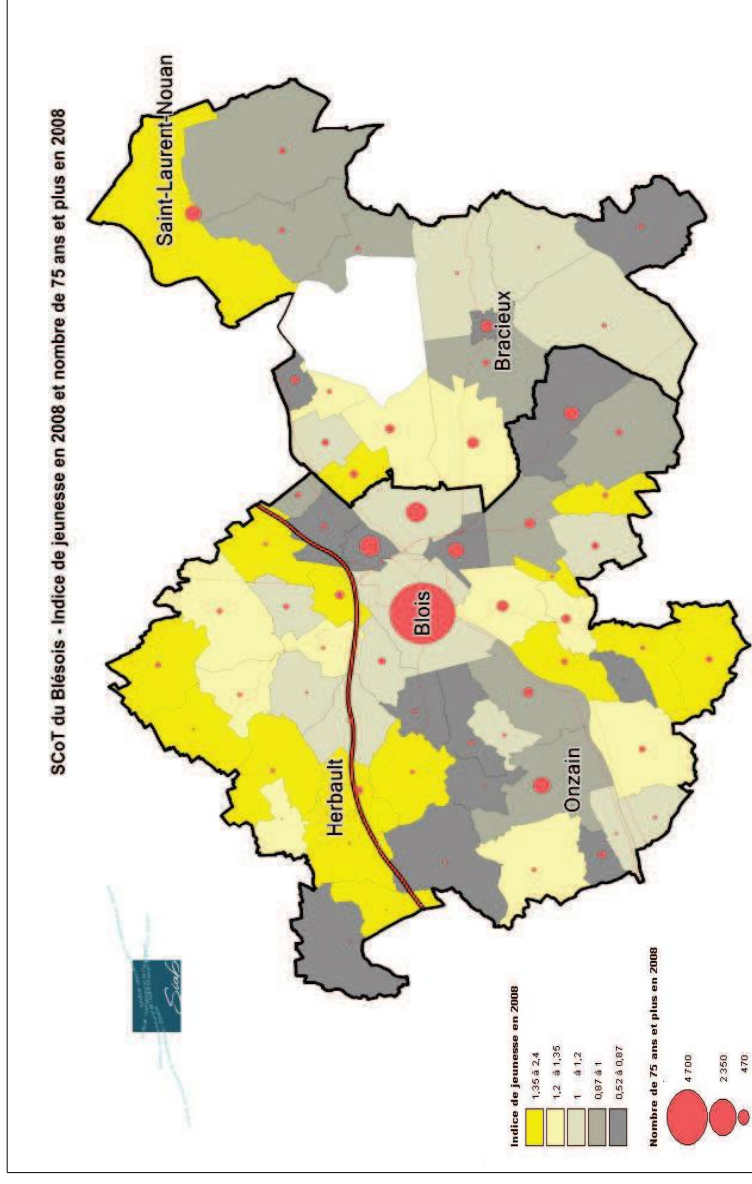 SCoT du Blésois - Indice de jeunesse en 2008 et nombre de 75 ans et plus en 2008
Saint-Laurent-Nouan
Herbault
Blois
Bracieux
Onzain
Siab
Indice de jeunesse en 2008
1,35 à 2,4
1,2 à 1,35
1 à 1,2
0,87 à 1
0,52 à 0,87
Nombre de 75 ans et plus en 2008
4 700
2 350
470